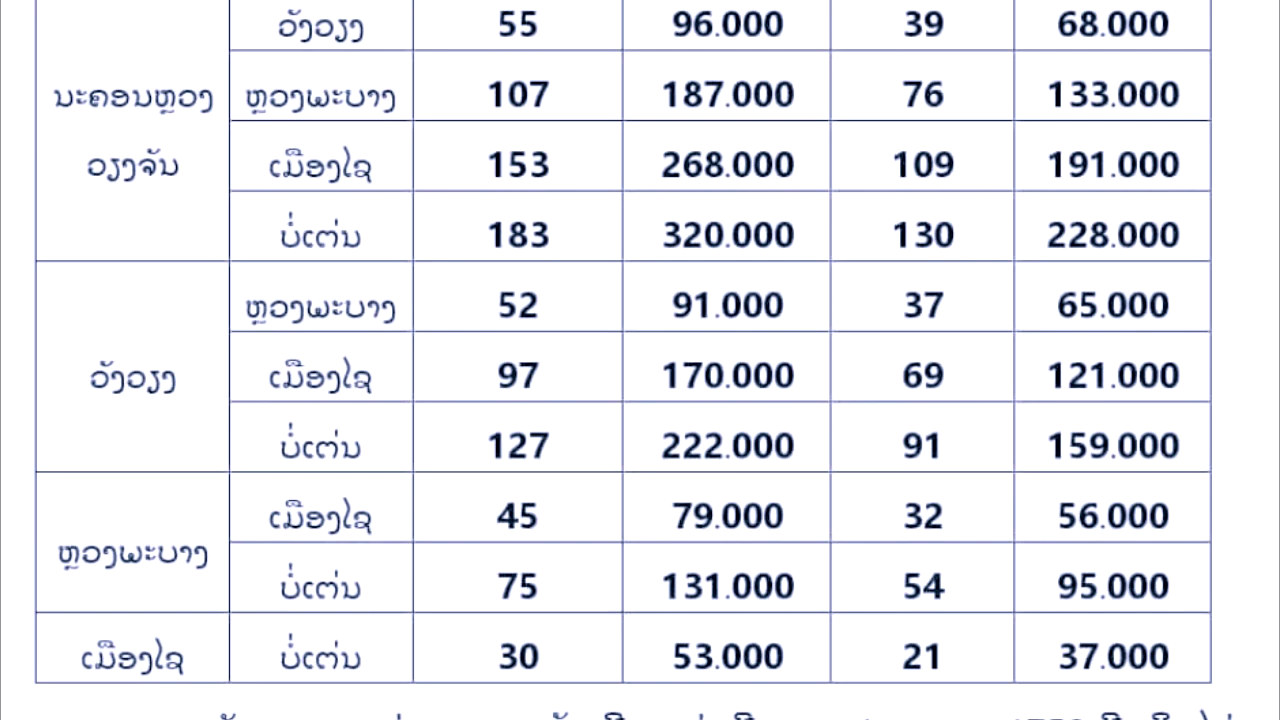 ວັງວຽງ 55 96.000 39 68.000
ນະຄອນຫຼວງ ຫຼວງພະບາງ 107 187.000 76 133.000
ວຽງຈັນ ເມືອງໄຊ 153 268.000 109 191.000
ບໍ່ເຕ່ນ 183 320.000 130 228.000
ຫຼວງພະບາງ 52 91.000 37 65.000
ວັງວຽງ ເມືອງໄຊ 97 170.000 69 121.000
ບໍ່ເຕ່ນ 127 222.000 91 159.000
ເມືອງໄຊ 45 79.000 32 56.000
ຫຼວງພະບາງ
ບໍ່ເຕ່ນ 75 131.000 54 95.000
ເມືອງໄຊ ບໍ່ເຕ່ນ 30 53.000 21 37.000